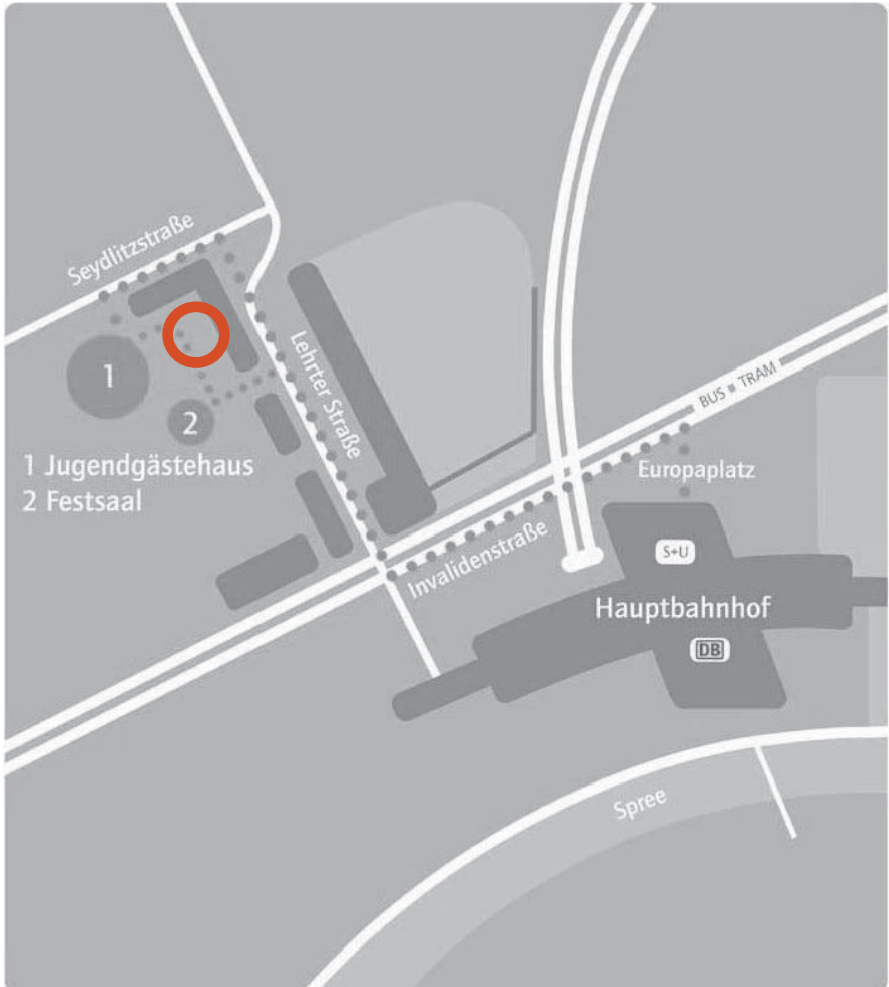 Seydlitzstraße
Lehrter Straße
1
2
1 Jugendgästehaus
2 Festsaal
BUS ▪ TRAM
Europaplatz
Invalidenstraße
S+U
Hauptbahnhof
DB
Spree